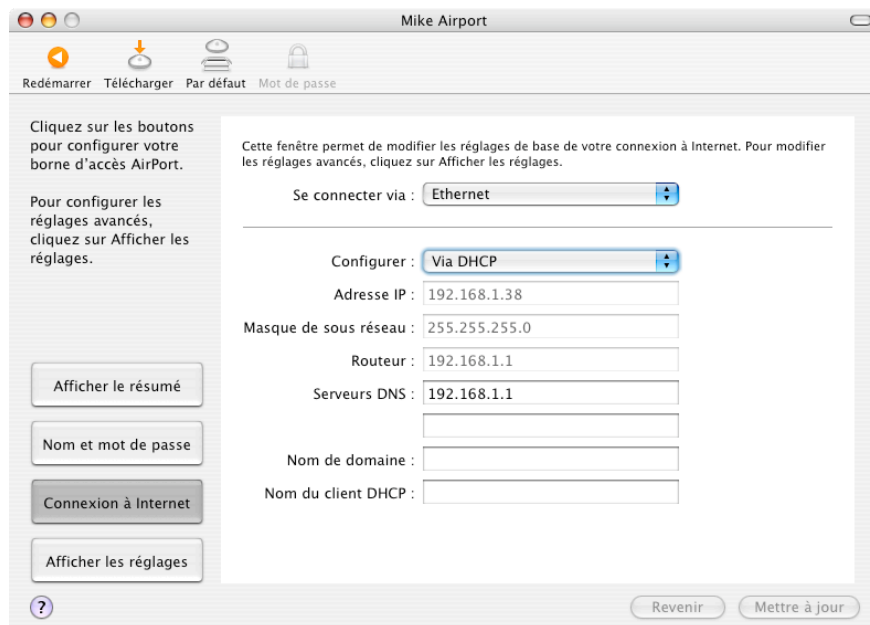 Mike Airport
Redémarrer Télécharger Par défaut Mot de passe
Cliquez sur les boutons
pour configurer votre
borne d'accès AirPort.
Pour configurer les
réglages avancés,
cliquez sur Afficher les
réglages.
Afficher le résumé
Nom et mot de passe
Connexion à Internet
Afficher les réglages
?
Cette fenêtre permet de modifier les réglages de base de votre connexion à Internet. Pour modifier
les réglages avancés, cliquez sur Afficher les réglages.
Se connecter via : Ethernet
Configurer : Via DHCP
Adresse IP : 192.168.1.38
Masque de sous réseau : 255.255.255.0
Routeur : 192.168.1.1
Serveurs DNS : 192.168.1.1
Nom de domaine :
Nom du client DHCP :
Revenir Mettre à jour